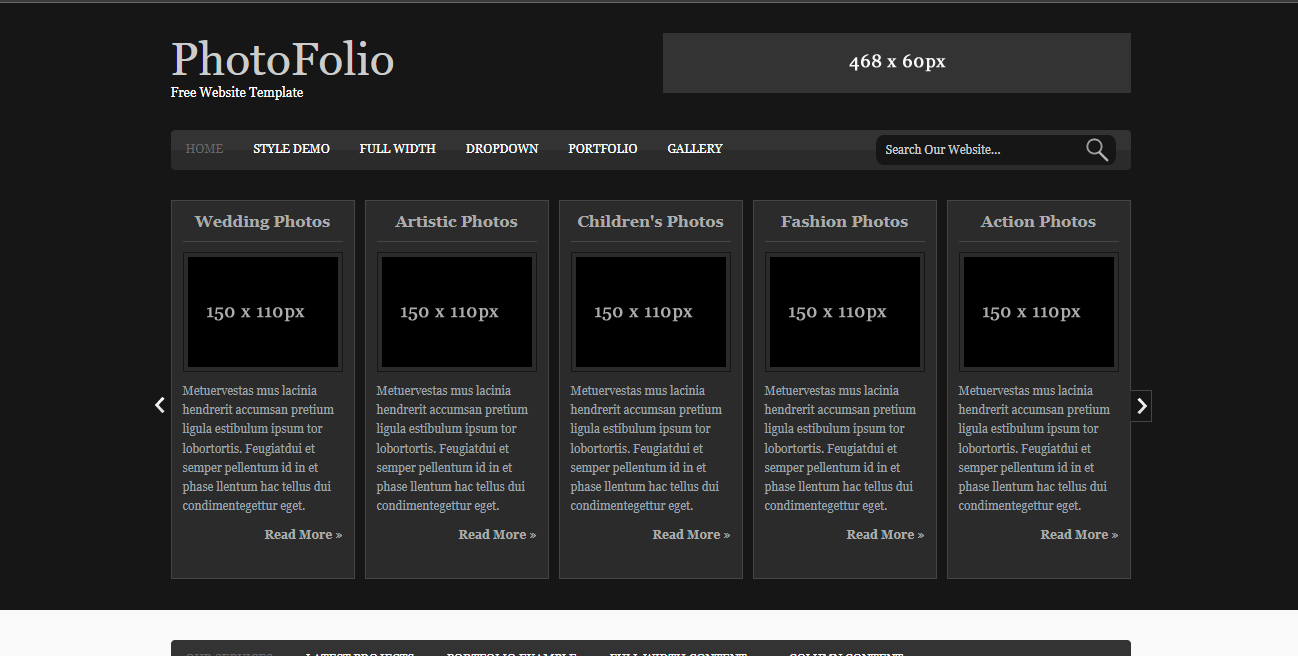 PhotoFolio
Free Website Template
468 x 60px
HOME STYLE DEMO FULL WIDTH DROPDOWN PORTFOLIO GALLERY Search Our Website...
Wedding Photos
150 x 110px
Metuervestas mus lacinia
hendrerit accumsan pretium
ligula estibulum ipsum tor
lobortortis. Feugiatdui et
semper pellentum id in et
phase llentum hac tellus dui
condimentegettur eget.
Read More »
Artistic Photos
150 x 110px
Metuervestas mus lacinia
hendrerit accumsan pretium
ligula estibulum ipsum tor
lobortortis. Feugiatdui et
semper pellentum id in et
phase llentum hac tellus dui
condimentegettur eget.
Read More »
Children's Photos
150 x 110px
Metuervestas mus lacinia
hendrerit accumsan pretium
ligula estibulum ipsum tor
lobortortis. Feugiatdui et
semper pellentum id in et
phase llentum hac tellus dui
condimentegettur eget.
Read More »
Fashion Photos
150 x 110px
Metuervestas mus lacinia
hendrerit accumsan pretium
ligula estibulum ipsum tor
lobortortis. Feugiatdui et
semper pellentum id in et
phase llentum hac tellus dui
condimentegettur eget.
Read More »
Action Photos
150 x 110px
Metuervestas mus lacinia
hendrerit accumsan pretium
ligula estibulum ipsum tor
lobortortis. Feugiatdui et
semper pellentum id in et
phase llentum hac tellus dui
condimentegettur eget.
Read More »
OUR SERVICES LATEST PROJECTS PORTFOLIO EXAMPLE FULL WIDTH CONTENT COLUMN CONTENT